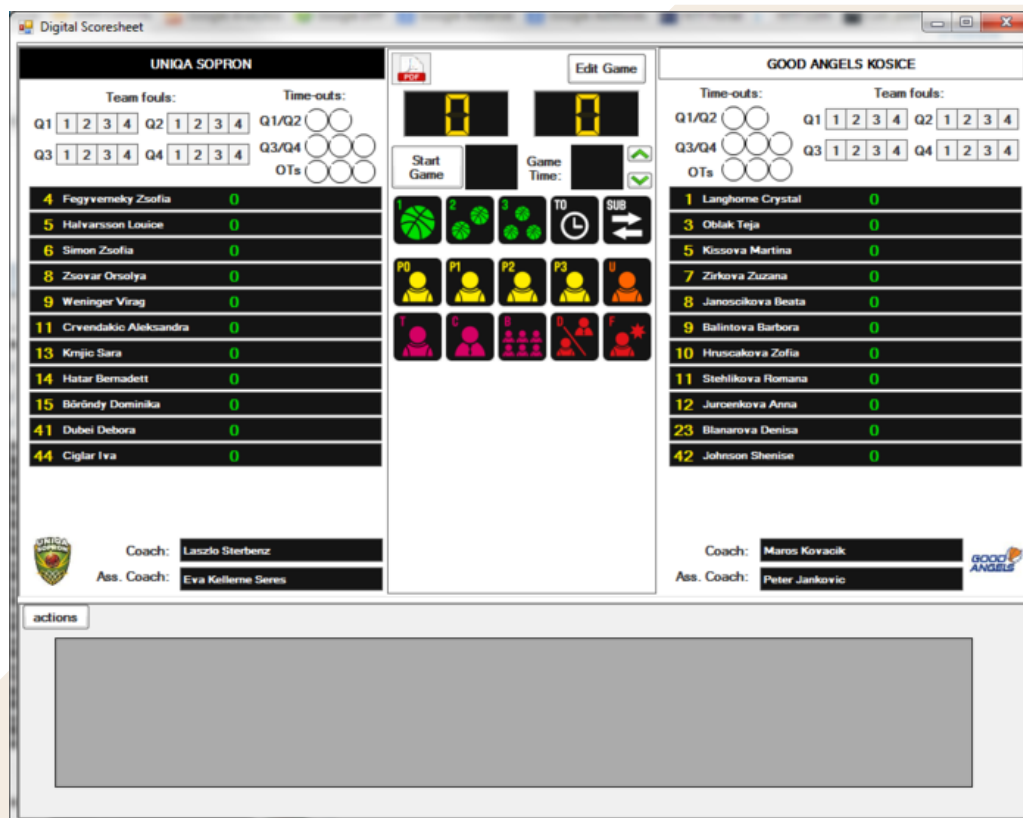 Digital Scoresheet
UNIQA SOPRON
Team fouls:
Time-outs:
Q1 1 2 3 4 Q2 1 2 3 4 Q1/Q2
Q3 1 2 3 4 Q4 1 2 3 4 Q3/Q4
OTs
4 Fegyverneky Zsofia 0
5 Halvarsson Louice 0
6 Simon Zsofia 0
8 Zsovar Orsolya 0
9 Weninger Virag 0
11 Crvendakic Aleksandra 0
13 Krnjic Sara 0
14 Hatar Bernadett 0
15 Böröndy Dominika 0
41 Dubei Debora 0
44 Ciglar Iva 0
UNIQA SOPRON
Coach: Laszlo Sterbenz
Ass. Coach: Eva Kellerne Seres
PDF
Edit Game
0 0
Start Game
Game Time:
1 2 3 TO SUB
P0 P1 P2 P3 U
T C B D F
GOOD ANGELS KOSICE
Time-outs:
Team fouls:
Q1/Q2 Q1 1 2 3 4 Q2 1 2 3 4
Q3/Q4 Q3 1 2 3 4 Q4 1 2 3 4
OTs
1 Langhorne Crystal 0
3 Oblak Teja 0
5 Kissova Martina 0
7 Zirkova Zuzana 0
8 Janoscikova Beata 0
9 Balintova Barbora 0
10 Hruscakova Zofia 0
11 Stehlikova Romana 0
12 Jurcenkova Anna 0
23 Blanarova Denisa 0
42 Johnson Shenise 0
Coach: Maros Kovacik
Ass. Coach: Peter Jankovic
GOOD ANGELS
actions